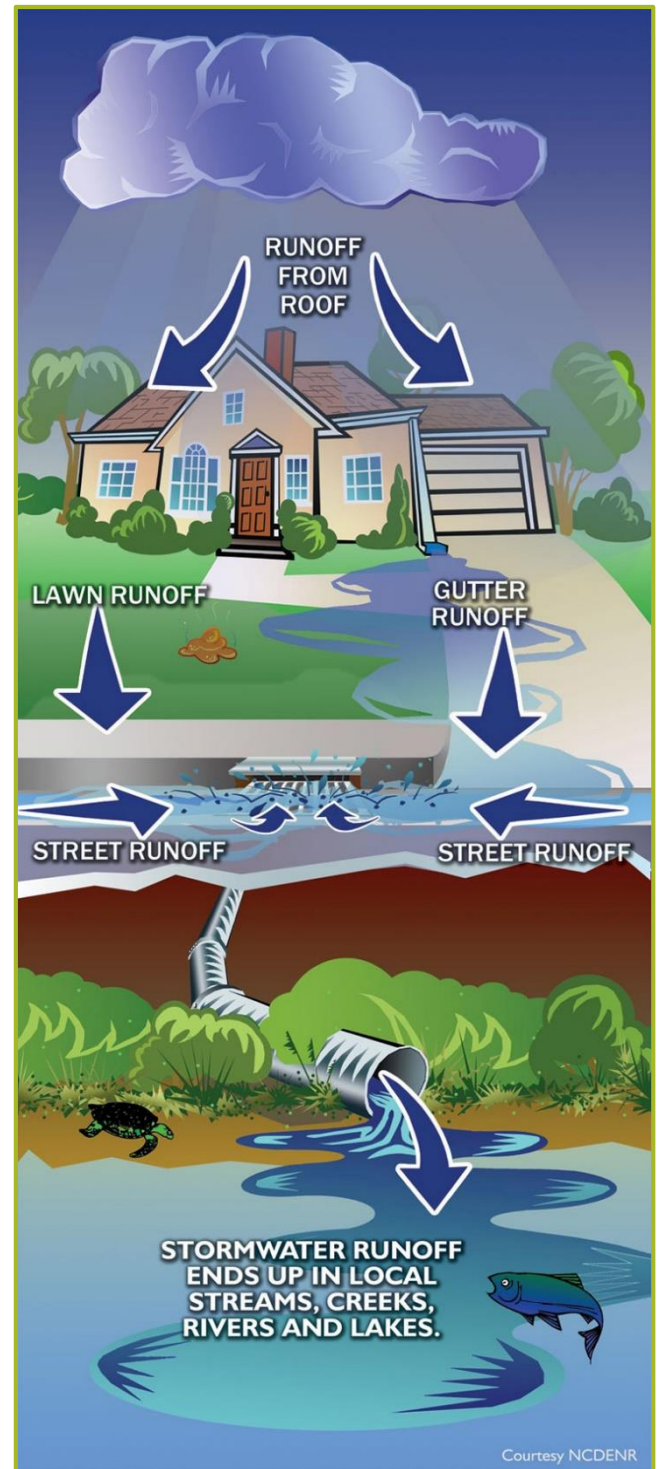 RUNOFF
FROM
ROOF
LAWN RUNOFF
GUTTER
RUNOFF
STREET RUNOFF
STREET RUNOFF
STORMWATER RUNOFF
ENDS UP IN LOCAL
STREAMS, CREEKS,
RIVERS AND LAKES.
Courtesy NCDENR